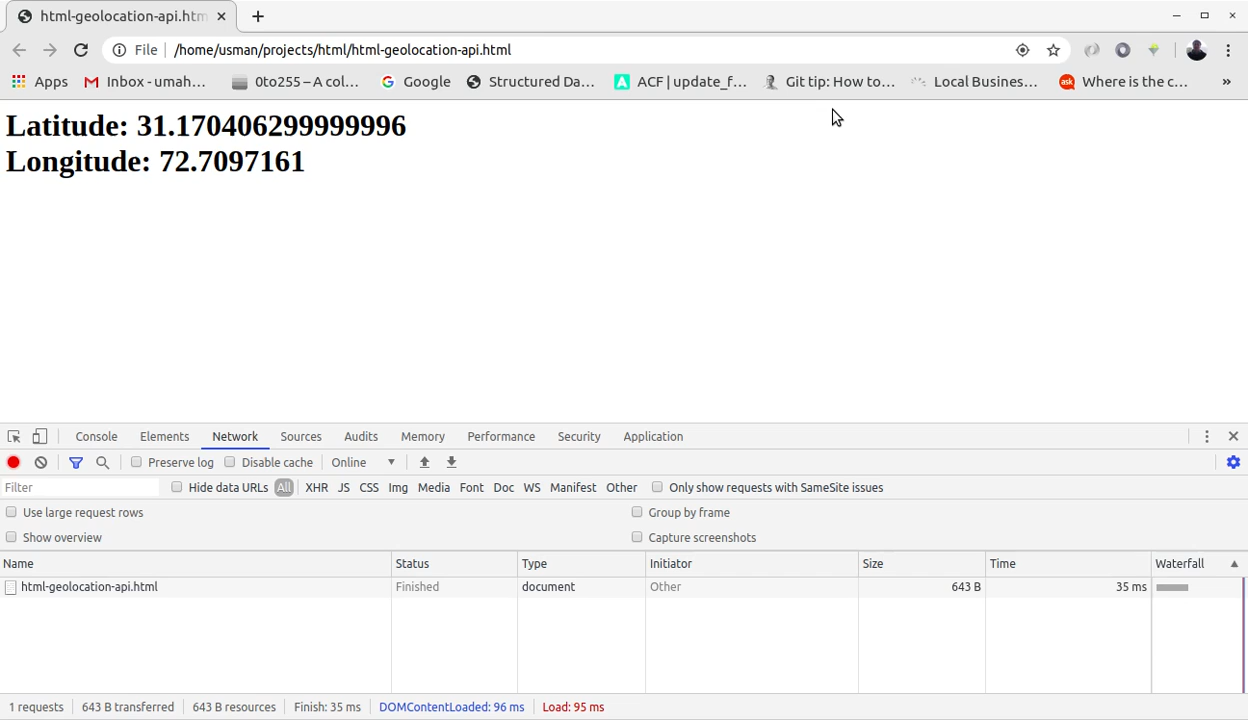 html-geolocation-api.htm
File /home/usman/projects/html/html-geolocation-api.html
Apps Inbox - umah... 0to255 – A col... Google Structured Da... ACF | update_f... Git tip: How to... Local Busines... ask Where is the c... »
Latitude: 31.170406299999996
Longitude: 72.7097161
Console Elements Network Sources Audits Memory Performance Security Application
Preserve log Disable cache Online
Filter Hide data URLs All XHR JS CSS Img Media Font Doc WS Manifest Other Only show requests with SameSite issues
Use large request rows Group by frame
Show overview Capture screenshots
Name Status Type Initiator Size Time Waterfall
html-geolocation-api.html Finished document Other 643 B 35 ms
1 requests 643 B transferred 643 B resources Finish: 35 ms DOMContentLoaded: 96 ms Load: 95 ms